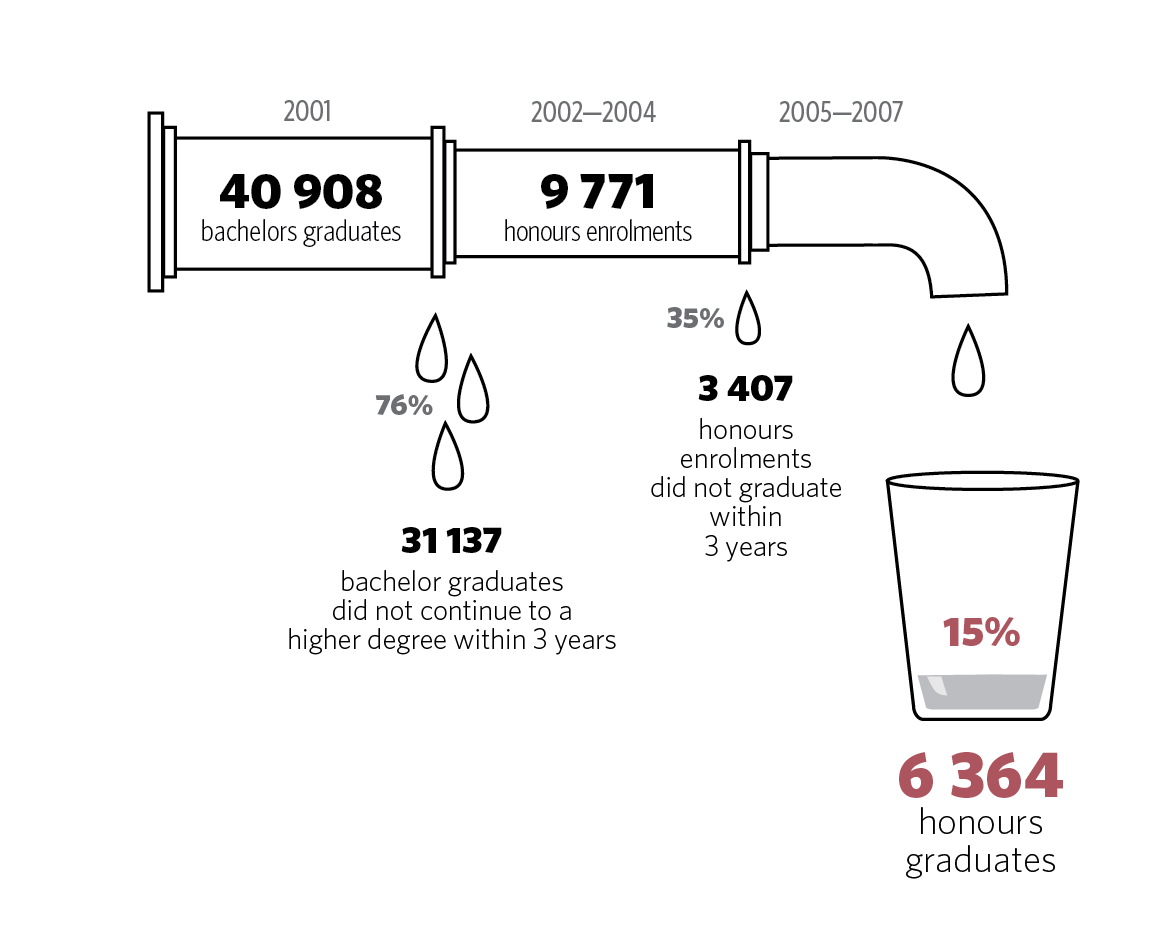 2001
2002—2004
2005—2007
40 908
bachelors graduates
9 771
honours enrolments
76%
31 137
bachelor graduates
did not continue to a
higher degree within 3 years
35%
3 407
honours
enrolments
did not graduate
within
3 years
15%
6 364
honours
graduates